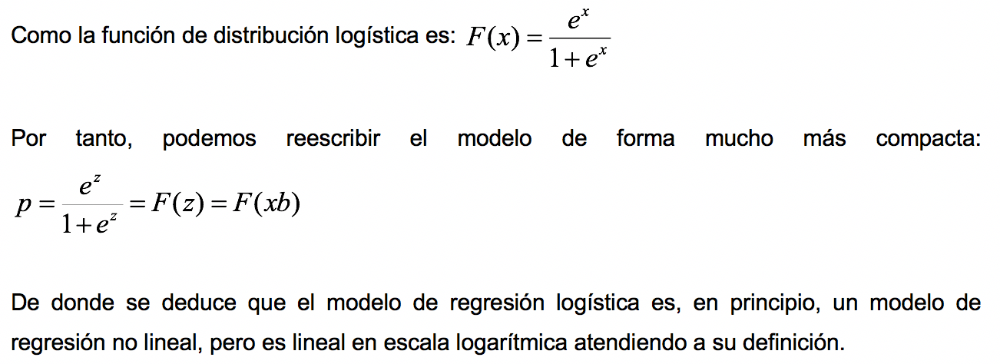 Como la función de distribución logística es: F(x) = e^x / (1 + e^x)
Por tanto, podemos reescribir el modelo de forma mucho más compacta:
p = e^z / (1 + e^z) = F(z) = F(xb)
De donde se deduce que el modelo de regresión logística es, en principio, un modelo de
regresión no lineal, pero es lineal en escala logarítmica atendiendo a su definición.